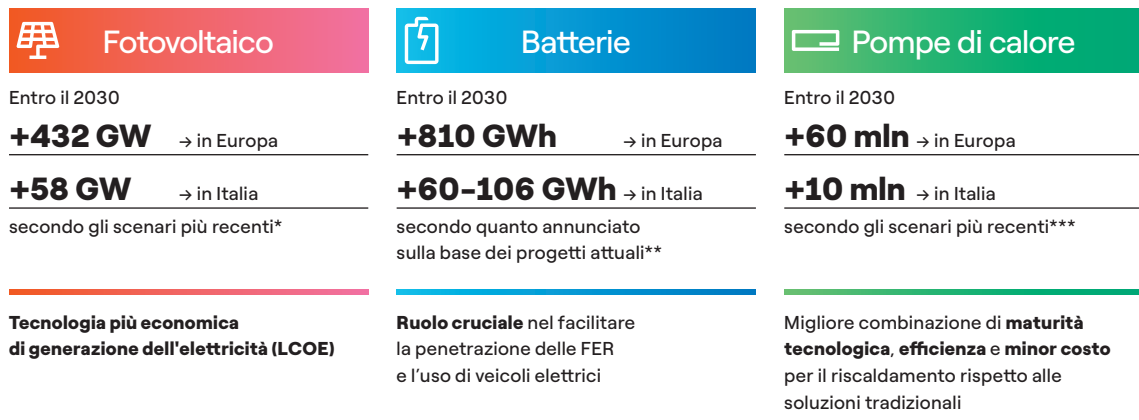 Fotovoltaico
Entro il 2030
+432 GW → in Europa
+58 GW → in Italia
secondo gli scenari più recenti*
Tecnologia più economica
di generazione dell'elettricità (LCOE)
Batterie
Entro il 2030
+810 GWh → in Europa
+60-106 GWh → in Italia
secondo quanto annunciato
sulla base dei progetti attuali**
Ruolo cruciale nel facilitare
la penetrazione delle FER
e l’uso di veicoli elettrici
Pompe di calore
Entro il 2030
+60 mln → in Europa
+10 mln → in Italia
secondo gli scenari più recenti***
Migliore combinazione di maturità
tecnologica, efficienza e minor costo
per il riscaldamento rispetto alle
soluzioni tradizionali